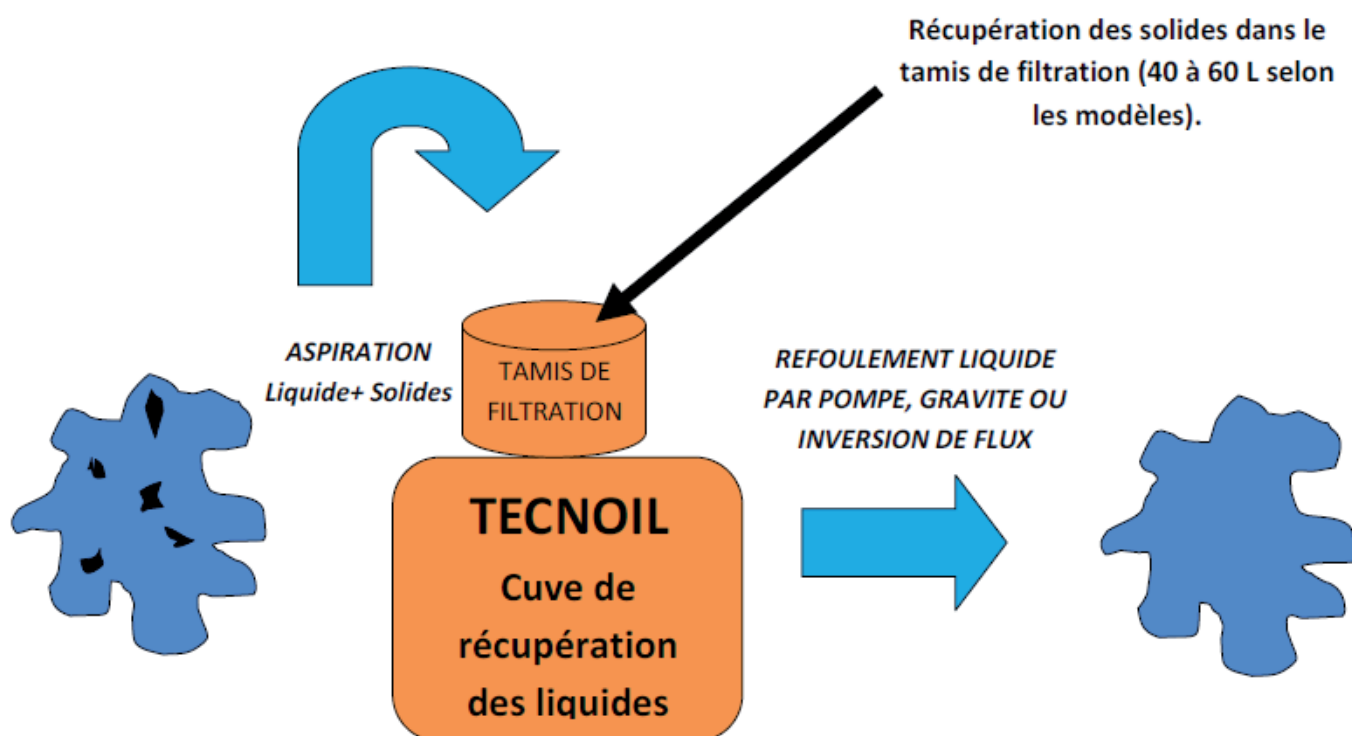 Récupération des solides dans le
tamis de filtration (40 à 60 L selon
les modèles).
ASPIRATION
Liquide+ Solides
TAMIS DE
FILTRATION
REFOULEMENT LIQUIDE
PAR POMPE, GRAVITE OU
INVERSION DE FLUX
TECNOIL
Cuve de
récupération
des liquides